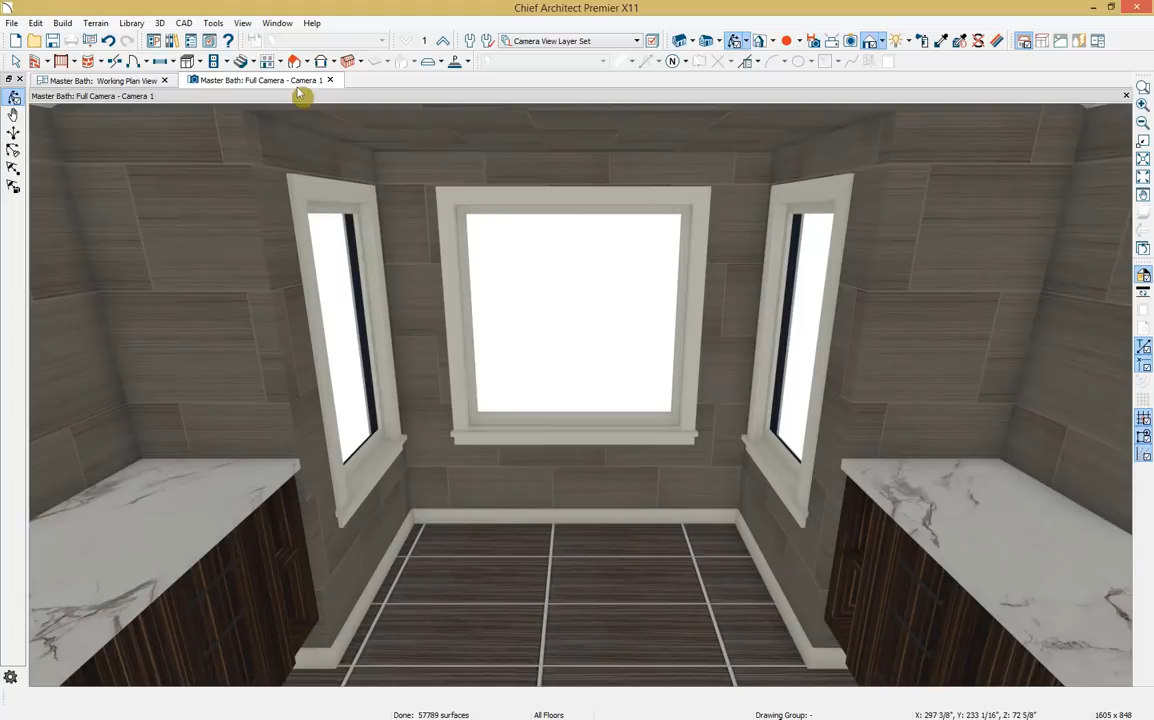 Chief Architect Premier X11
File Edit Build Terrain Library 3D CAD Tools View Window Help
1 Camera View Layer Set
N
Master Bath: Working Plan View Master Bath: Full Camera - Camera 1
Master Bath: Full Camera - Camera 1
Done: 57789 surfaces All Floors Drawing Group: - X: 297 3/8", Y: 233 1/16", Z: 72 5/8" 1605 x 848